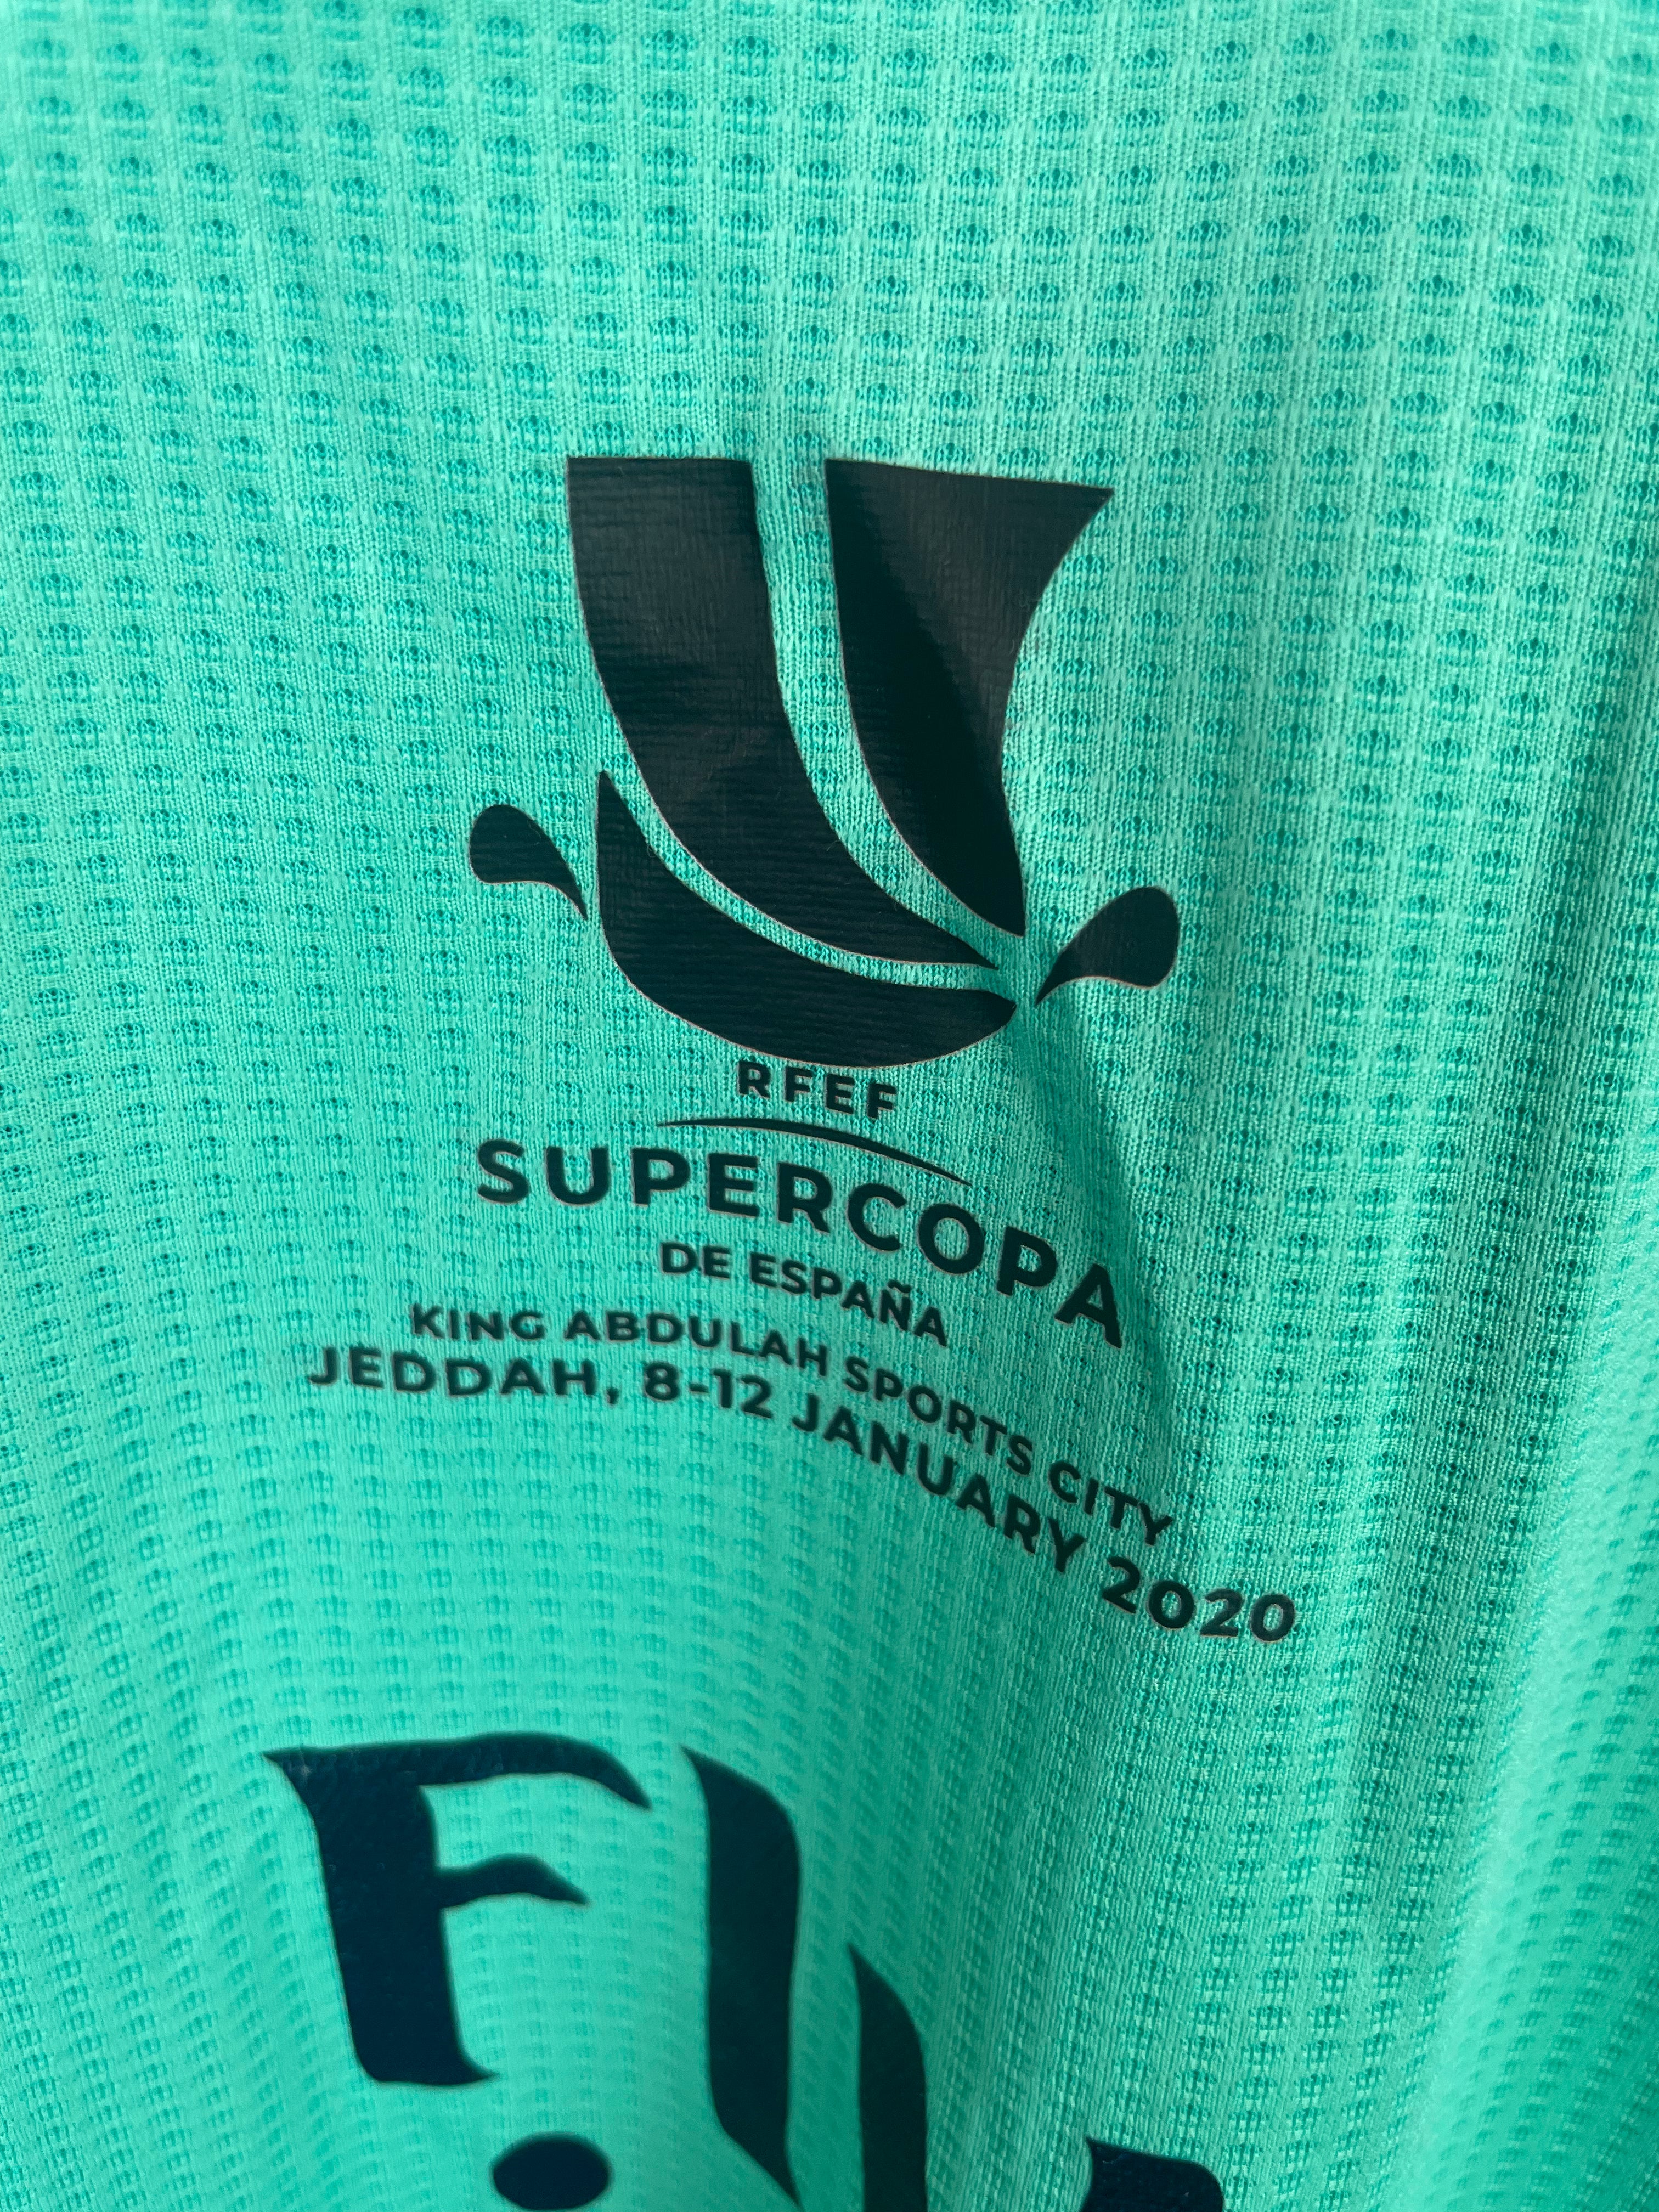 RFEF
SUPERCOPA
DE ESPAÑA
KING ABDULAH SPORTS CITY
JEDDAH, 8-12 JANUARY 2020